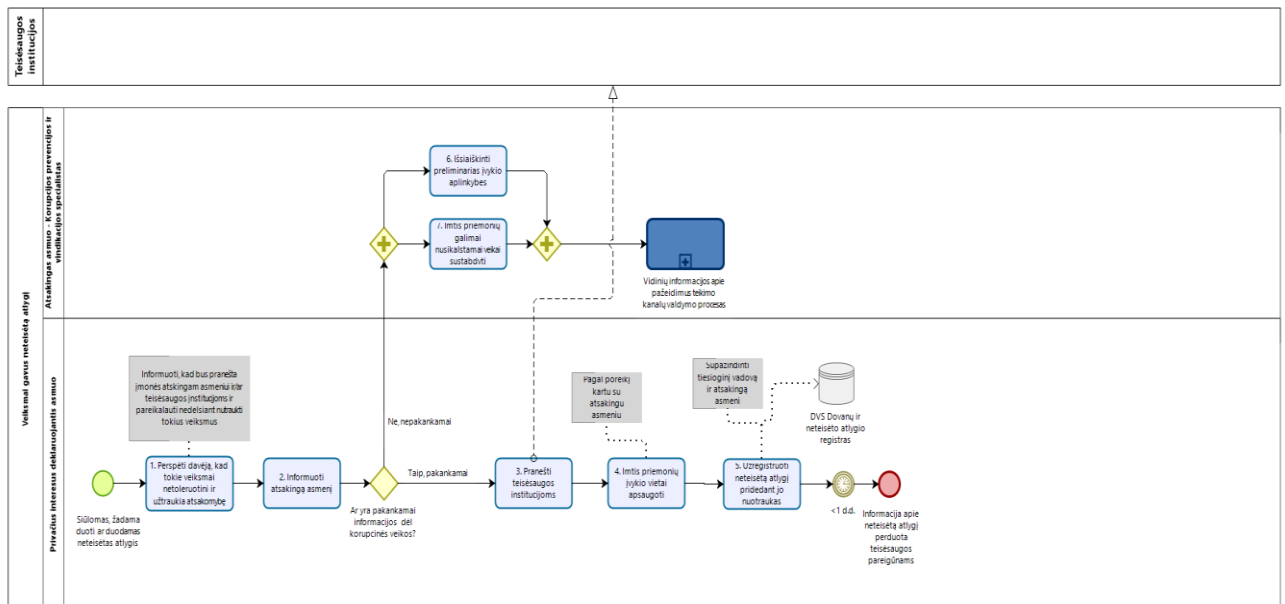 Teisėsaugos
institucijos
Veiksmai gavus neteisėtą atlygį
Atsakingas asmuo - Korupcijos prevencijos ir
vindikacijos specialistas
6. Išsiaiškinti
preliminarias įvykio
aplinkybes
7. Imtis priemonių
galimai
nusikalstamai veikai
sustabdyti
Vidinių informacijos apie
pažeidimus teikimo
kanalų valdymo procesas
Privačius interesus deklaruojantis asmuo
Informuoti, kad bus pranešta
įmonės atskingam asmeniui ir/ar
teisėsaugos institucijoms ir
pareikalauti nedelsiant nutraukti
tokius veiksmus
Pagal poreikį
kartu su
atsakingu
asmeniu
Supažindinti
tiesioginį vadovą
ir atsakingą
asmenį
DVS Dovanų ir
neteisėto atlygio
registras
Ne, nepakankamai
Siūlomas, žadama
duoti ar duodamas
neteisėtas atlygis
1. Perspėti davėją, kad
tokie veiksmai
netoleruotini ir
užtraukia atsakomybę
2. Informuoti
atsakingą asmenį
Ar yra pakankamai
informacijos dėl
korupcinės veikos?
Taip, pakankamai
3. Pranešti
teisėsaugos
institucijoms
4. Imtis priemonių
įvykio vietai
apsaugoti
5. Užregistruoti
neteisėtą atlygį
pridedant jo
nuotraukas
<1 d.d.
Informacija apie
neteisėtą atlygį
perduota
teisėsaugos
pareigūnams